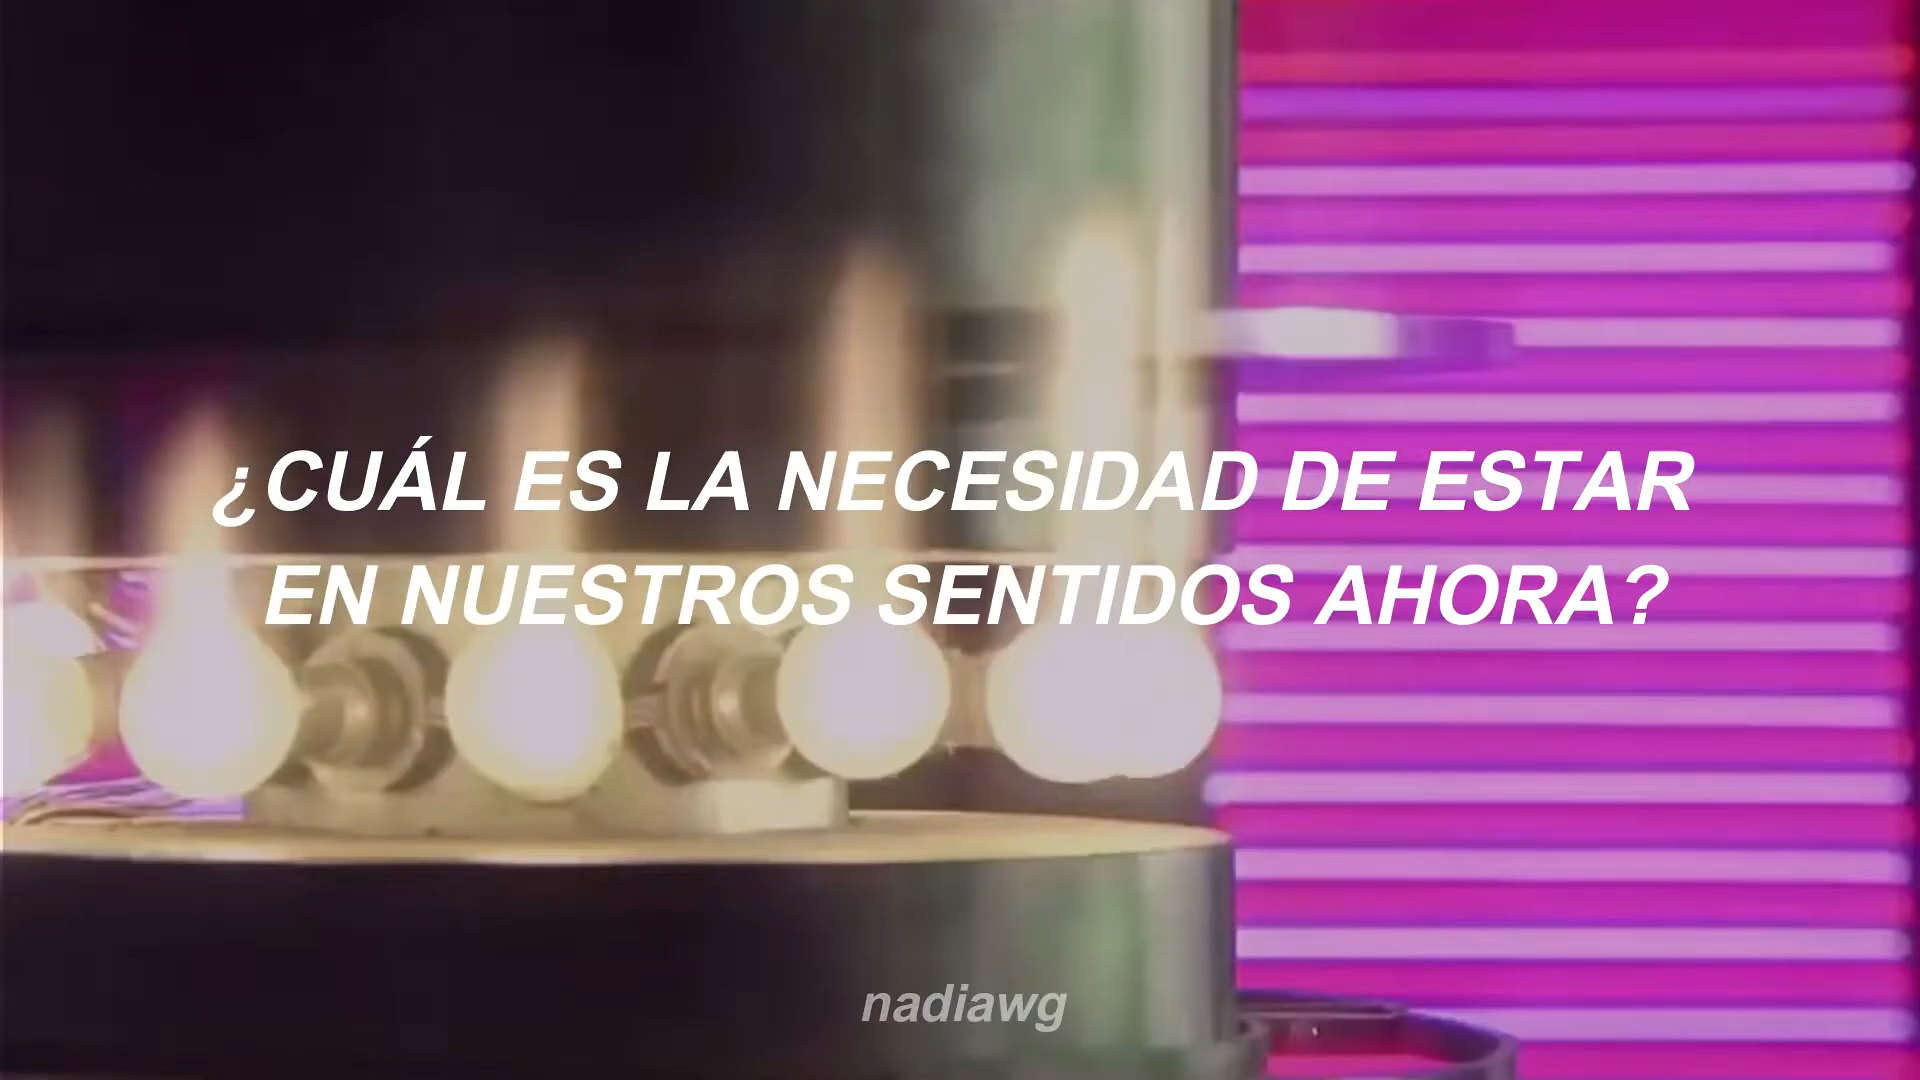 ¿CUÁL ES LA NECESIDAD DE ESTAR
EN NUESTROS SENTIDOS AHORA?
nadiawg